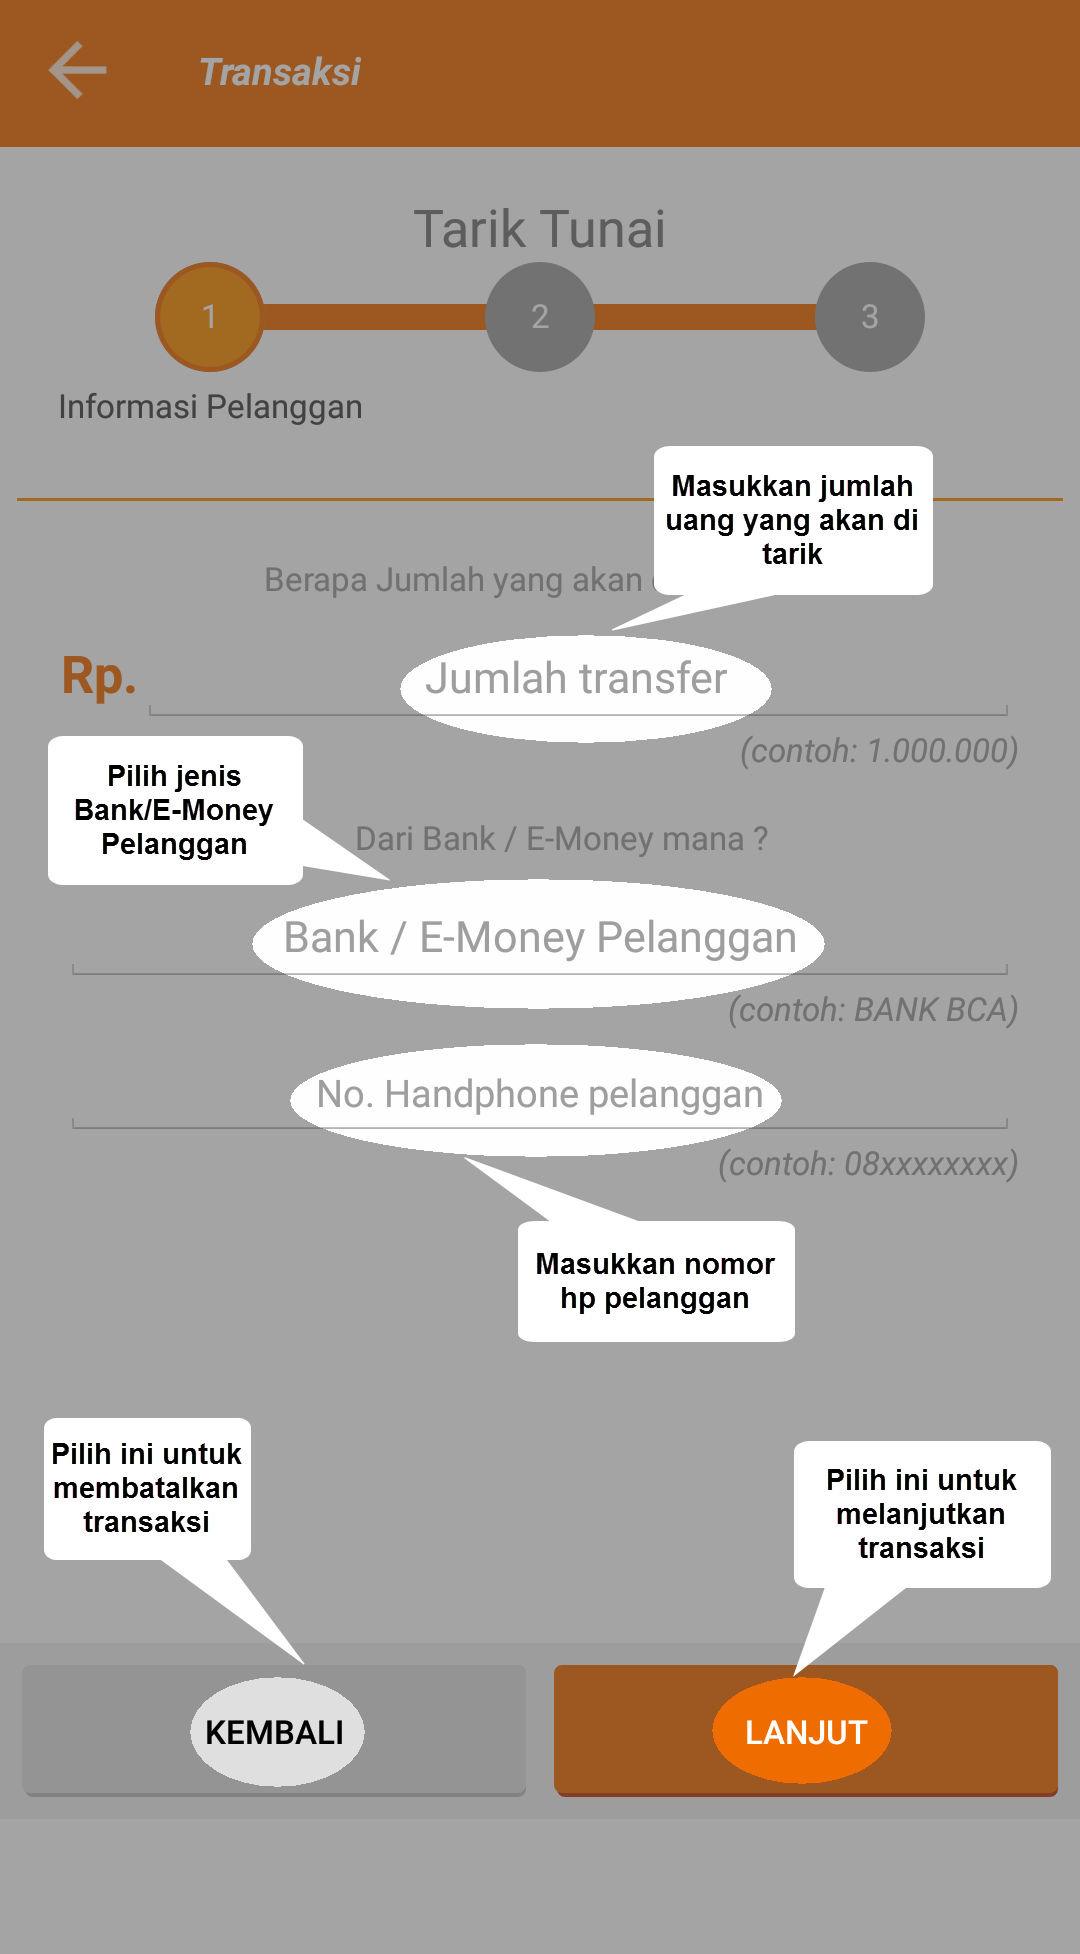 Transaksi
Tarik Tunai
1
2
3
Informasi Pelanggan
Masukkan jumlah
uang yang akan di
tarik
Berapa Jumlah yang akan
Rp.
Jumlah transfer
(contoh: 1.000.000)
Pilih jenis
Bank/E-Money
Pelanggan
Dari Bank / E-Money mana ?
Bank / E-Money Pelanggan
(contoh: BANK BCA)
No. Handphone pelanggan
(contoh: 08xxxxxxxx)
Masukkan nomor
hp pelanggan
Pilih ini untuk
membatalkan
transaksi
Pilih ini untuk
melanjutkan
transaksi
KEMBALI
LANJUT